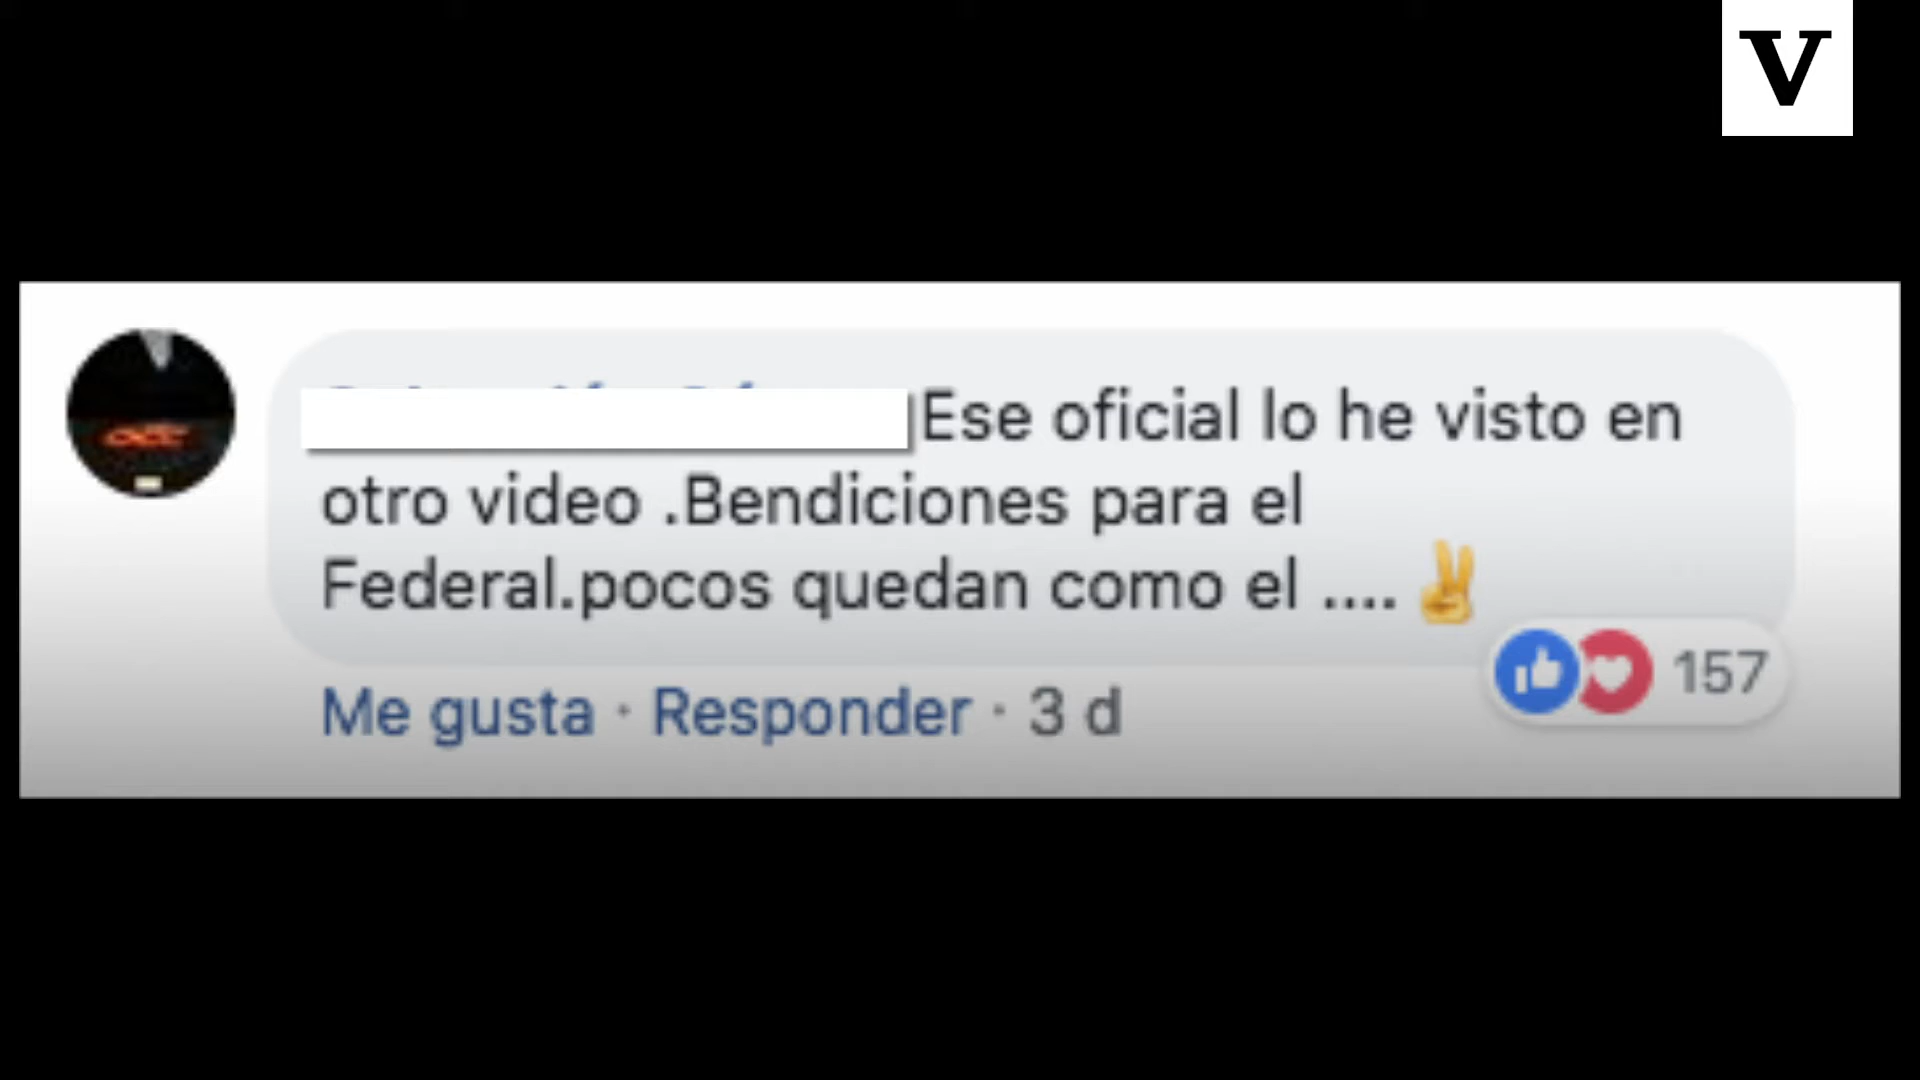 V
Ese oficial lo he visto en
otro video .Bendiciones para el
Federal.pocos quedan como el .... ✌
157
Me gusta · Responder · 3 d